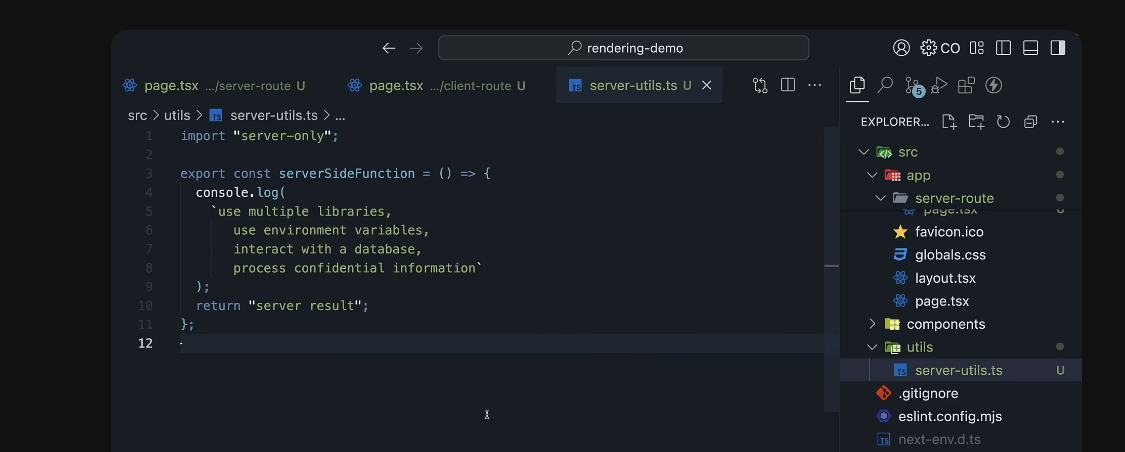 rendering-demo
CO
page.tsx .../server-route U
page.tsx .../client-route U
TS server-utils.ts U
5
src > utils > TS server-utils.ts > ...
EXPLORER...
1 import "server-only";
2
3 export const serverSideFunction = () => {
4 console.log(
5 `use multiple libraries,
6 use environment variables,
7 interact with a database,
8 process confidential information`
9 );
10 return "server result";
11 };
12
src
app
server-route
page.tsx U
favicon.ico
globals.css
layout.tsx
page.tsx
components
utils
TS server-utils.ts U
.gitignore
eslint.config.mjs
TS next-env.d.ts